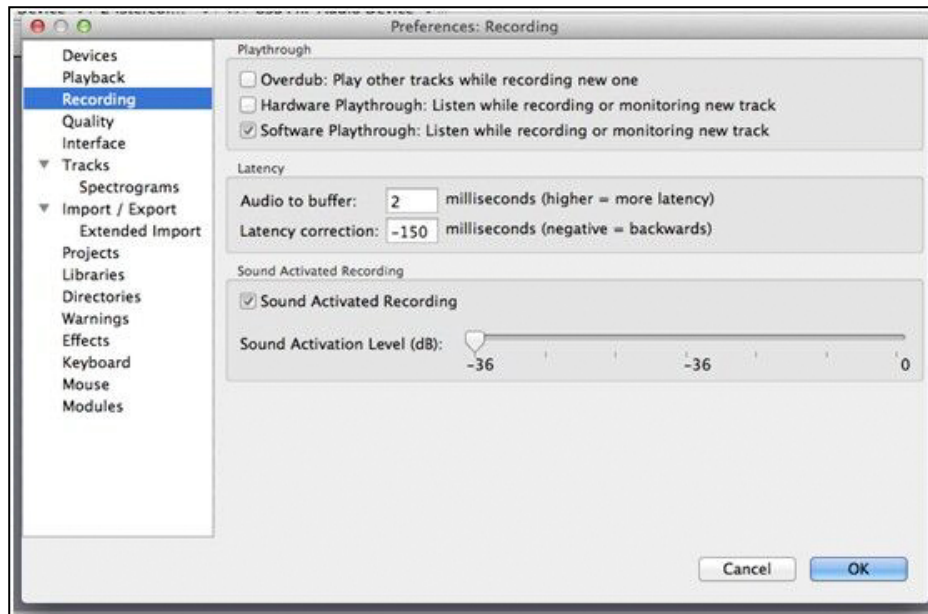 Preferences: Recording
Devices
Playback
Recording
Quality
Interface
Tracks
Spectrograms
Import / Export
Extended Import
Projects
Libraries
Directories
Warnings
Effects
Keyboard
Mouse
Modules
Playthrough
Overdub: Play other tracks while recording new one
Hardware Playthrough: Listen while recording or monitoring new track
Software Playthrough: Listen while recording or monitoring new track
Latency
Audio to buffer: 2 milliseconds (higher = more latency)
Latency correction: -150 milliseconds (negative = backwards)
Sound Activated Recording
Sound Activated Recording
Sound Activation Level (dB):
-36 -36 0
Cancel OK